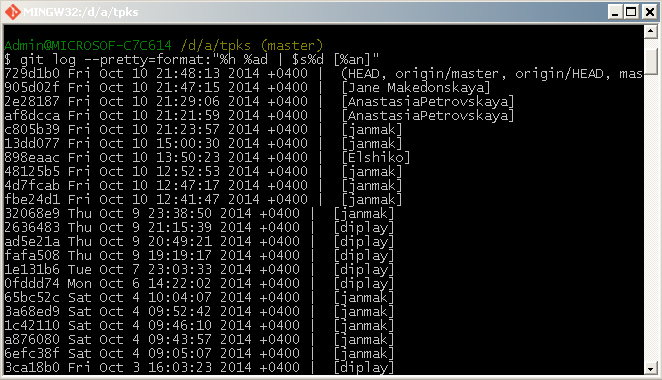 MINGW32:/d/a/tpks
Admin@MICROSOF-C7C614 /d/a/tpks (master)
$ git log --pretty=format:"%h %ad | $s%d [%an]"
729d1b0 Fri Oct 10 21:48:13 2014 +0400 | (HEAD, origin/master, origin/HEAD, mas
905d02f Fri Oct 10 21:47:15 2014 +0400 | [Jane Makedonskaya]
2e28187 Fri Oct 10 21:29:06 2014 +0400 | [AnastasiaPetrovskaya]
af8dcca Fri Oct 10 21:21:59 2014 +0400 | [AnastasiaPetrovskaya]
c805b39 Fri Oct 10 21:23:57 2014 +0400 | [janmak]
13dd077 Fri Oct 10 15:00:30 2014 +0400 | [janmak]
898eaac Fri Oct 10 13:50:23 2014 +0400 | [Elshiko]
48125b5 Fri Oct 10 12:52:53 2014 +0400 | [janmak]
4d7fcab Fri Oct 10 12:47:17 2014 +0400 | [janmak]
fbe24d1 Fri Oct 10 12:41:47 2014 +0400 | [janmak]
32068e9 Thu Oct 9 23:38:50 2014 +0400 | [janmak]
2636483 Thu Oct 9 21:15:39 2014 +0400 | [diplay]
ad5e21a Thu Oct 9 20:49:21 2014 +0400 | [diplay]
fafa508 Thu Oct 9 19:19:17 2014 +0400 | [diplay]
1e131b6 Tue Oct 7 23:03:33 2014 +0400 | [diplay]
0fddd74 Mon Oct 6 14:22:02 2014 +0400 | [diplay]
65bc52c Sat Oct 4 10:04:07 2014 +0400 | [janmak]
3a68ed9 Sat Oct 4 09:52:42 2014 +0400 | [janmak]
1c42110 Sat Oct 4 09:46:10 2014 +0400 | [janmak]
a876080 Sat Oct 4 09:43:57 2014 +0400 | [janmak]
6efc38f Sat Oct 4 09:05:07 2014 +0400 | [janmak]
3ca18b0 Fri Oct 3 16:03:23 2014 +0400 | [diplay]